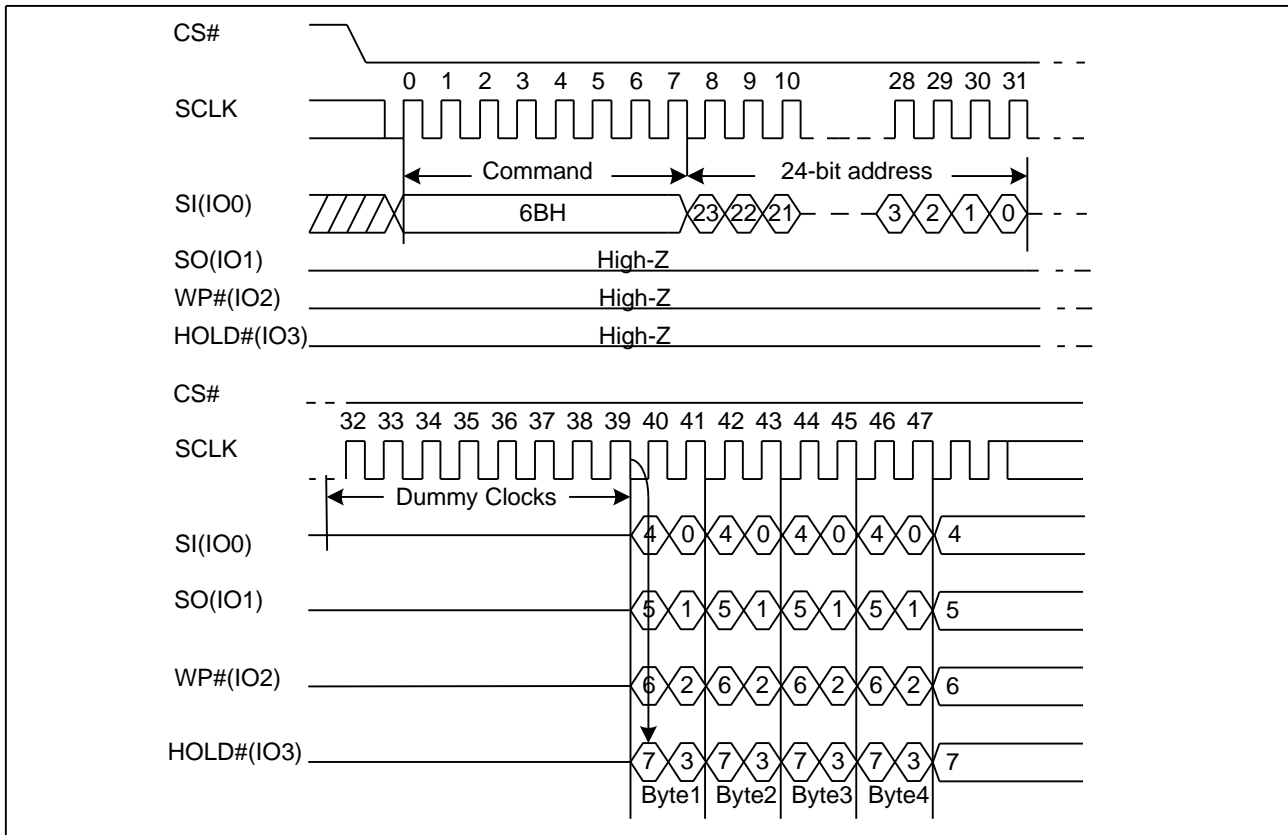 CS#
0 1 2 3 4 5 6 7 8 9 10 28 29 30 31
SCLK
Command 24-bit address
SI(IO0) 6BH 23 22 21 3 2 1 0
SO(IO1) High-Z
WP#(IO2) High-Z
HOLD#(IO3) High-Z
CS#
32 33 34 35 36 37 38 39 40 41 42 43 44 45 46 47
SCLK
Dummy Clocks
SI(IO0) 4 0 4 0 4 0 4 0 4
SO(IO1) 5 1 5 1 5 1 5 1 5
WP#(IO2) 6 2 6 2 6 2 6 2 6
HOLD#(IO3) 7 3 7 3 7 3 7 3 7
Byte1 Byte2 Byte3 Byte4